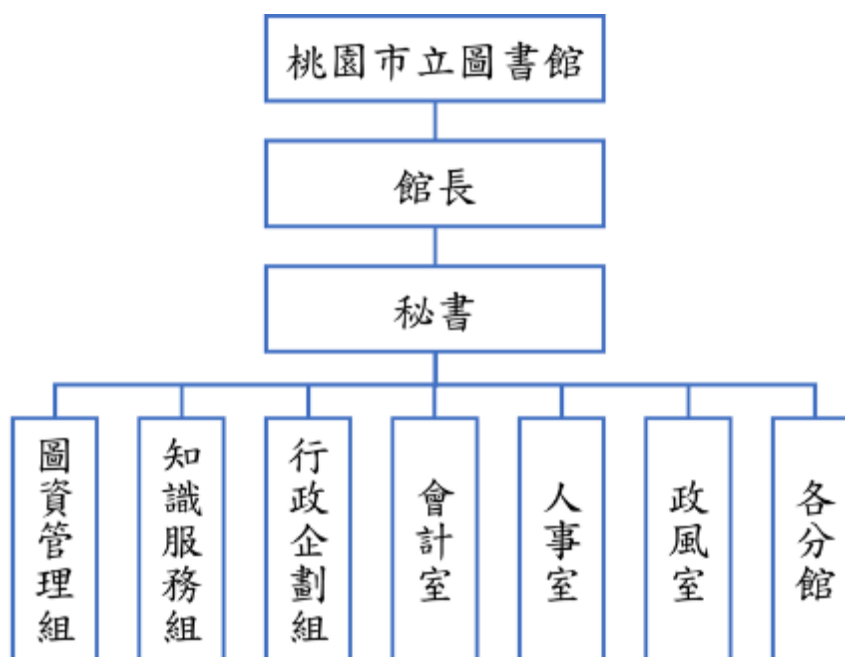 桃園市立圖書館
館長
秘書
圖資管理組
知識服務組
行政企劃組
會計室
人事室
政風室
各分館